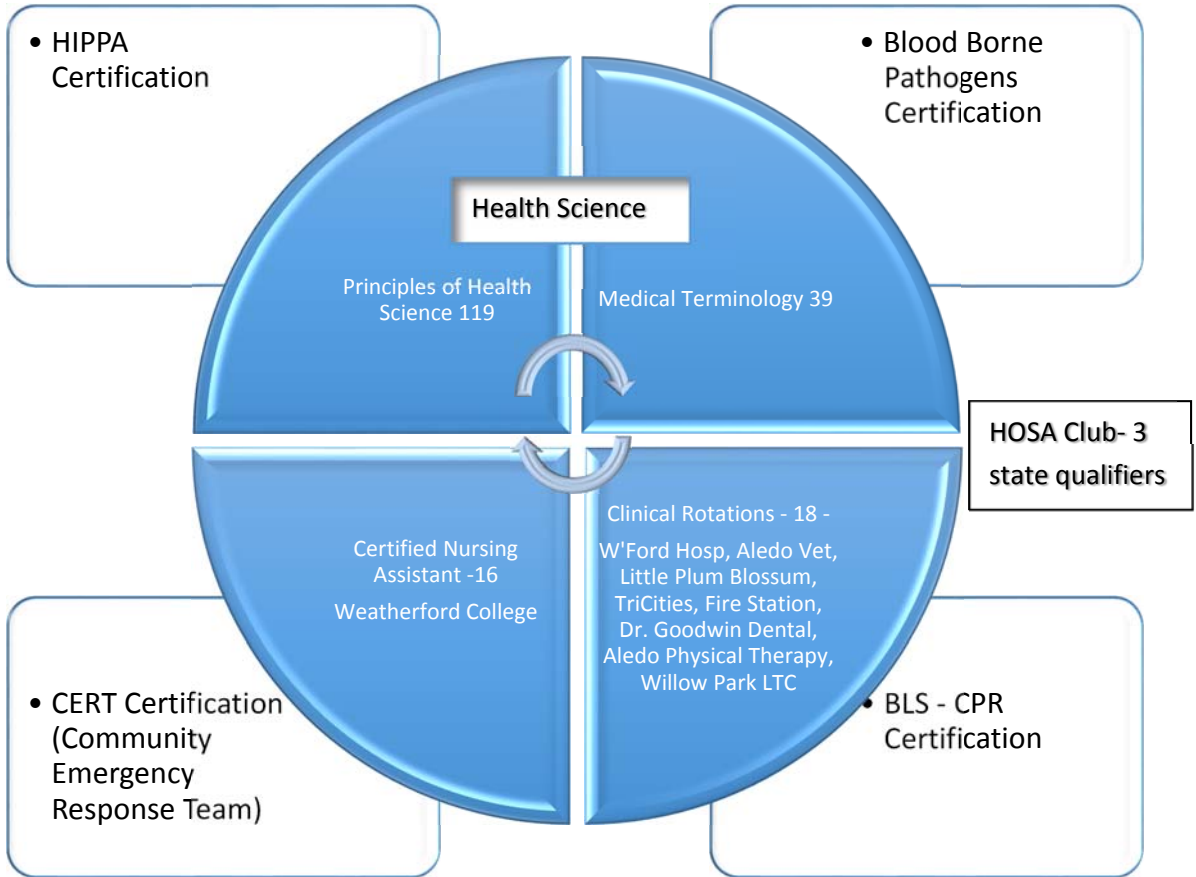 • HIPPA
Certification
• Blood Borne
Pathogens
Certification
Health Science
Principles of Health
Science 119
Medical Terminology 39
HOSA Club- 3
state qualifiers
Certified Nursing
Assistant -16
Weatherford College
Clinical Rotations - 18 -
W'Ford Hosp, Aledo Vet,
Little Plum Blossum,
TriCities, Fire Station,
Dr. Goodwin Dental,
Aledo Physical Therapy,
Willow Park LTC
• CERT Certification
(Community
Emergency
Response Team)
• BLS - CPR
Certification